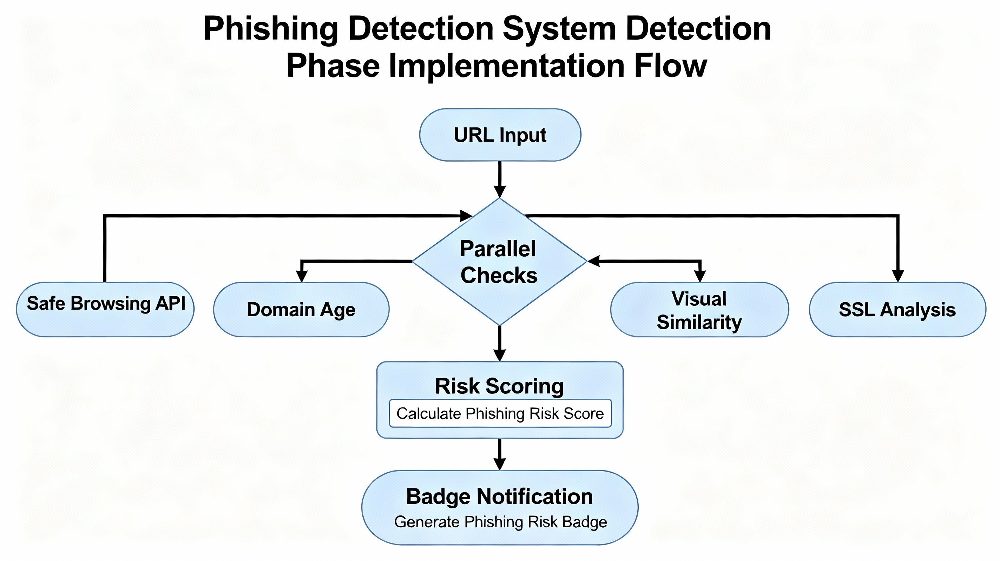 Phishing Detection System Detection
Phase Implementation Flow
URL Input
Parallel
Checks
Safe Browsing API
Domain Age
Visual
Similarity
SSL Analysis
Risk Scoring
Calculate Phishing Risk Score
Badge Notification
Generate Phishing Risk Badge